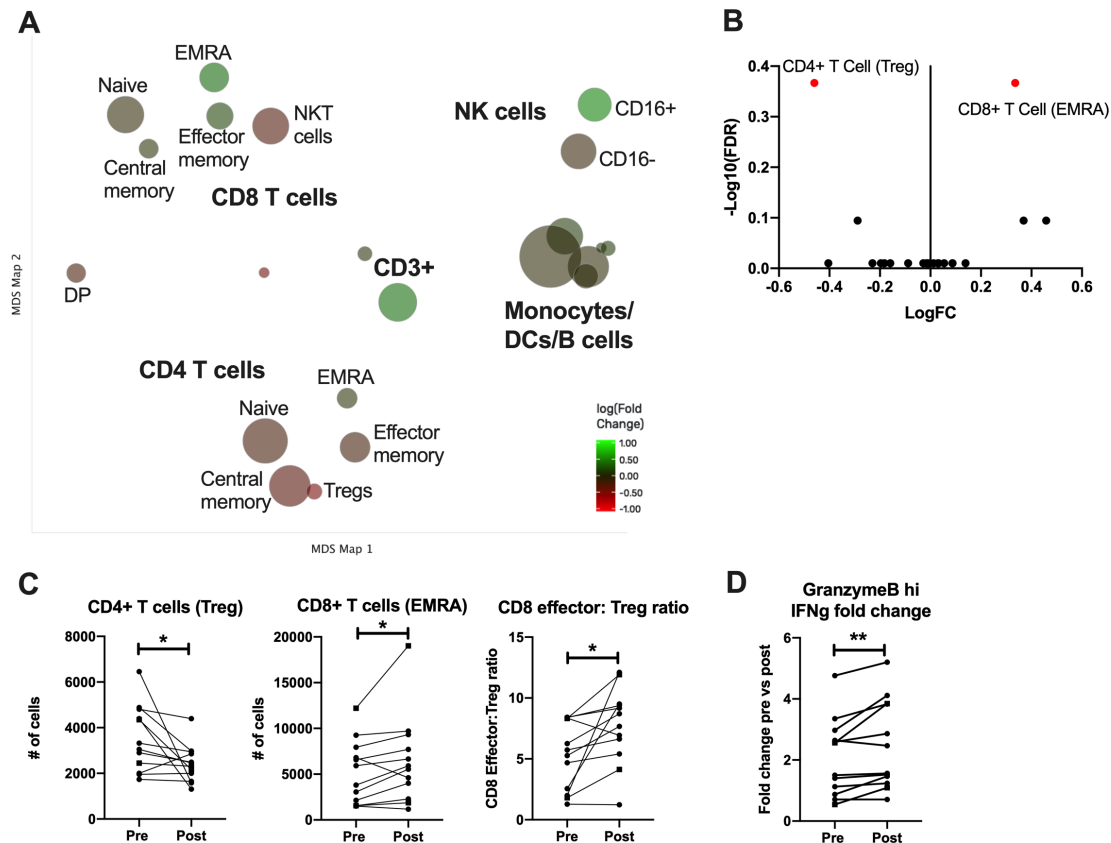 A
EMRA
Naive
NKT
cells
Effector
memory
Central
memory
CD8 T cells
NK cells
CD16+
CD16-
DP
CD3+
Monocytes/
DCs/B cells
CD4 T cells
EMRA
Naive
Effector
memory
Central
memory
Tregs
log(Fold
Change)
1.00
0.50
0.00
-0.50
-1.00
MDS Map 2
MDS Map 1
B
CD4+ T Cell (Treg)
CD8+ T Cell (EMRA)
-Log10(FDR)
0.4
0.3
0.2
0.1
0.0
-0.6 -0.4 -0.2 0.0 0.2 0.4 0.6
LogFC
C
CD4+ T cells (Treg)
*
# of cells
8000
6000
4000
2000
0
Pre Post
CD8+ T cells (EMRA)
*
# of cells
20000
15000
10000
5000
0
Pre Post
CD8 effector: Treg ratio
*
CD8 Effector:Treg ratio
15
10
5
0
Pre Post
D
GranzymeB hi
IFNg fold change
**
Fold change pre vs post
6
4
2
0
Pre Post